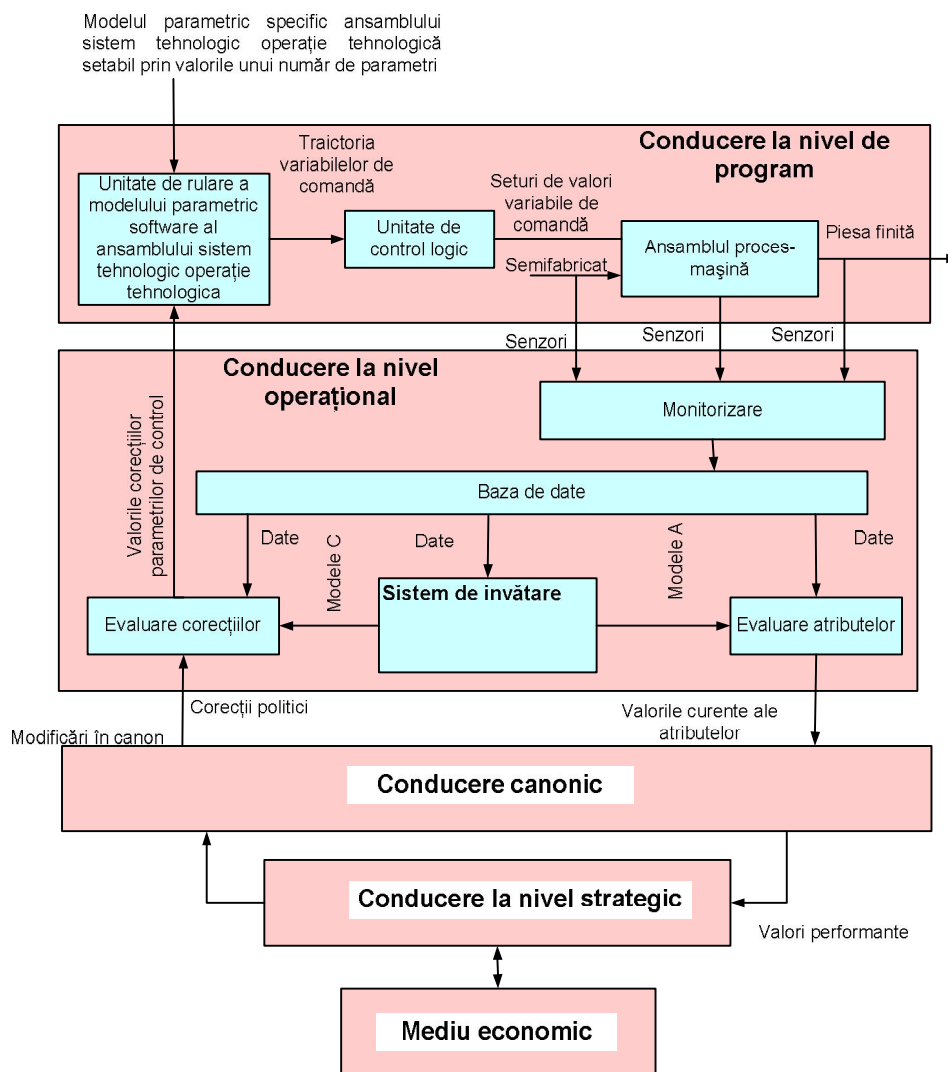 Modelul parametric specific ansamblului
sistem tehnologic operație tehnologică
setabil prin valorile unui număr de parametri
Conducere la nivel de
program
Traictoria
variabilelor de
comandă
Unitate de rulare a
modelului parametric
software al
ansamblului sistem
tehnologic operație
tehnologica
Unitate de
control logic
Seturi de valori
variabile de
comandă
Semifabricat
Ansamblul proces-
maşină
Piesa finită
Senzori
Senzori
Senzori
Conducere la nivel
operațional
Monitorizare
Baza de date
Valorile corecțiilor
parametrilor de control
Date
Modele C
Date
Modele A
Date
Sistem de invătare
Evaluare corecțiilor
Evaluare atributelor
Corecții politici
Modificări în canon
Valorile curente ale
atributelor
Conducere canonic
Conducere la nivel strategic
Valori performante
Mediu economic